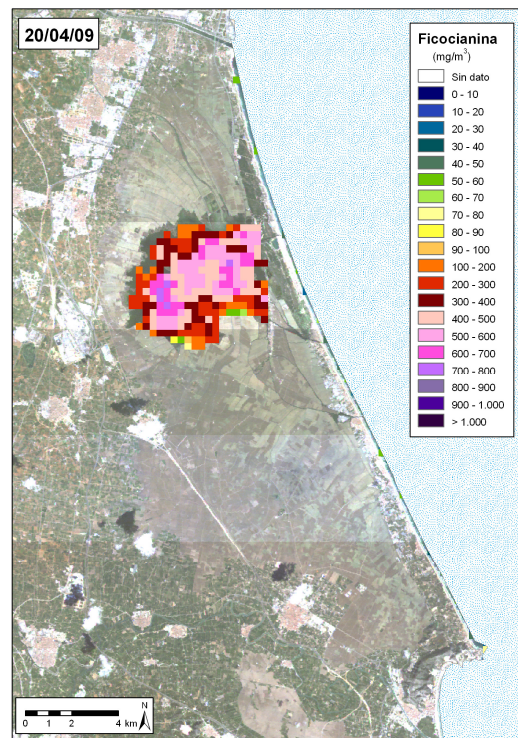 20/04/09
Ficocianina
(mg/m³)
Sin dato
0 - 10
10 - 20
20 - 30
30 - 40
40 - 50
50 - 60
60 - 70
70 - 80
80 - 90
90 - 100
100 - 200
200 - 300
300 - 400
400 - 500
500 - 600
600 - 700
700 - 800
800 - 900
900 - 1.000
> 1.000
N
0 1 2 4 km